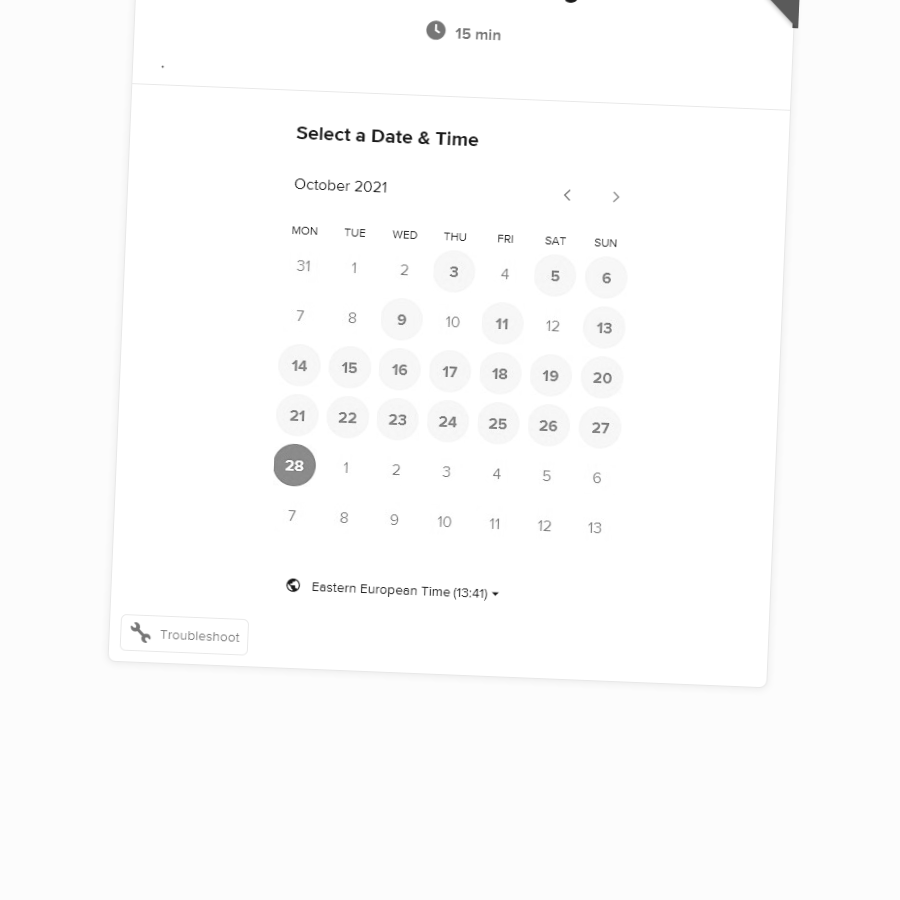 15 min
.
Select a Date & Time
October 2021
MON TUE WED THU FRI SAT SUN
31 1 2 3 4 5 6
7 8 9 10 11 12 13
14 15 16 17 18 19 20
21 22 23 24 25 26 27
28 1 2 3 4 5 6
7 8 9 10 11 12 13
Eastern European Time (13:41)
Troubleshoot